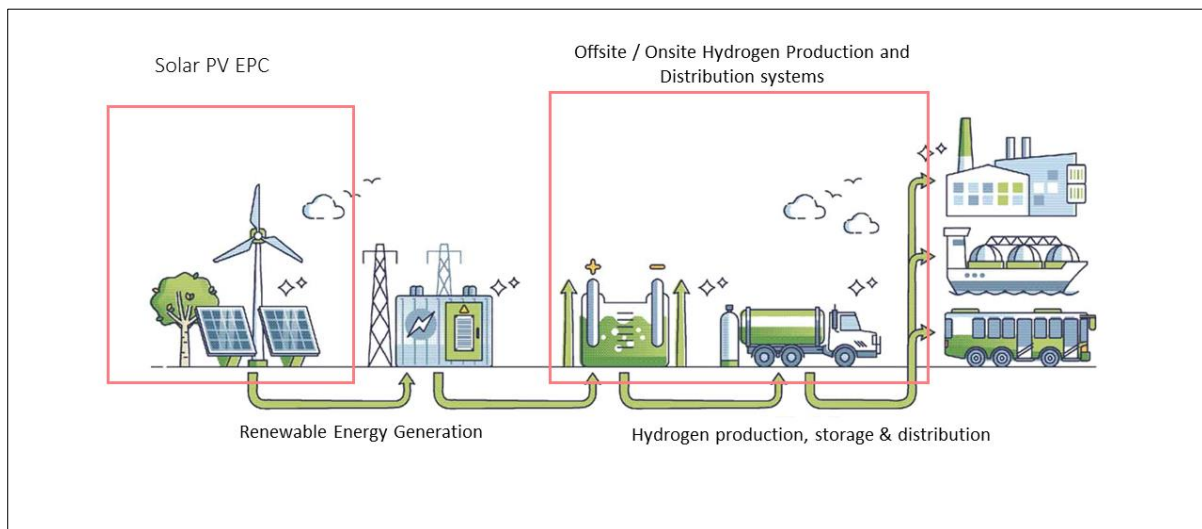 Solar PV EPC
Offsite / Onsite Hydrogen Production and
Distribution systems
+
-
Renewable Energy Generation
Hydrogen production, storage & distribution